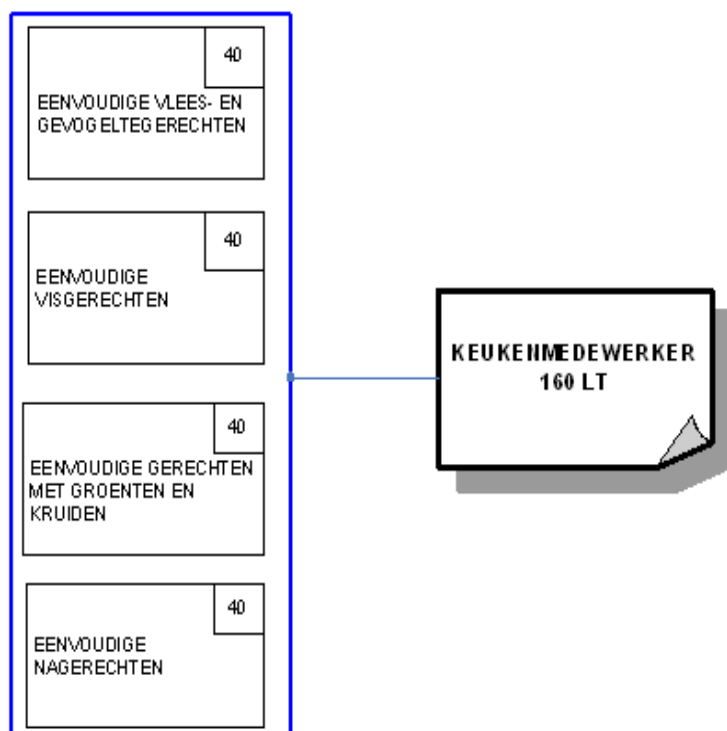 40
EENVOUDIGE VLEES- EN
GEVOGELTEGERECHTEN
40
EENVOUDIGE
VISGERECHTEN
40
EENVOUDIGE GERECHTEN
MET GROENTEN EN
KRUIDEN
40
EENVOUDIGE
NAGERECHTEN
KEUKENMEDEWERKER
160 LT